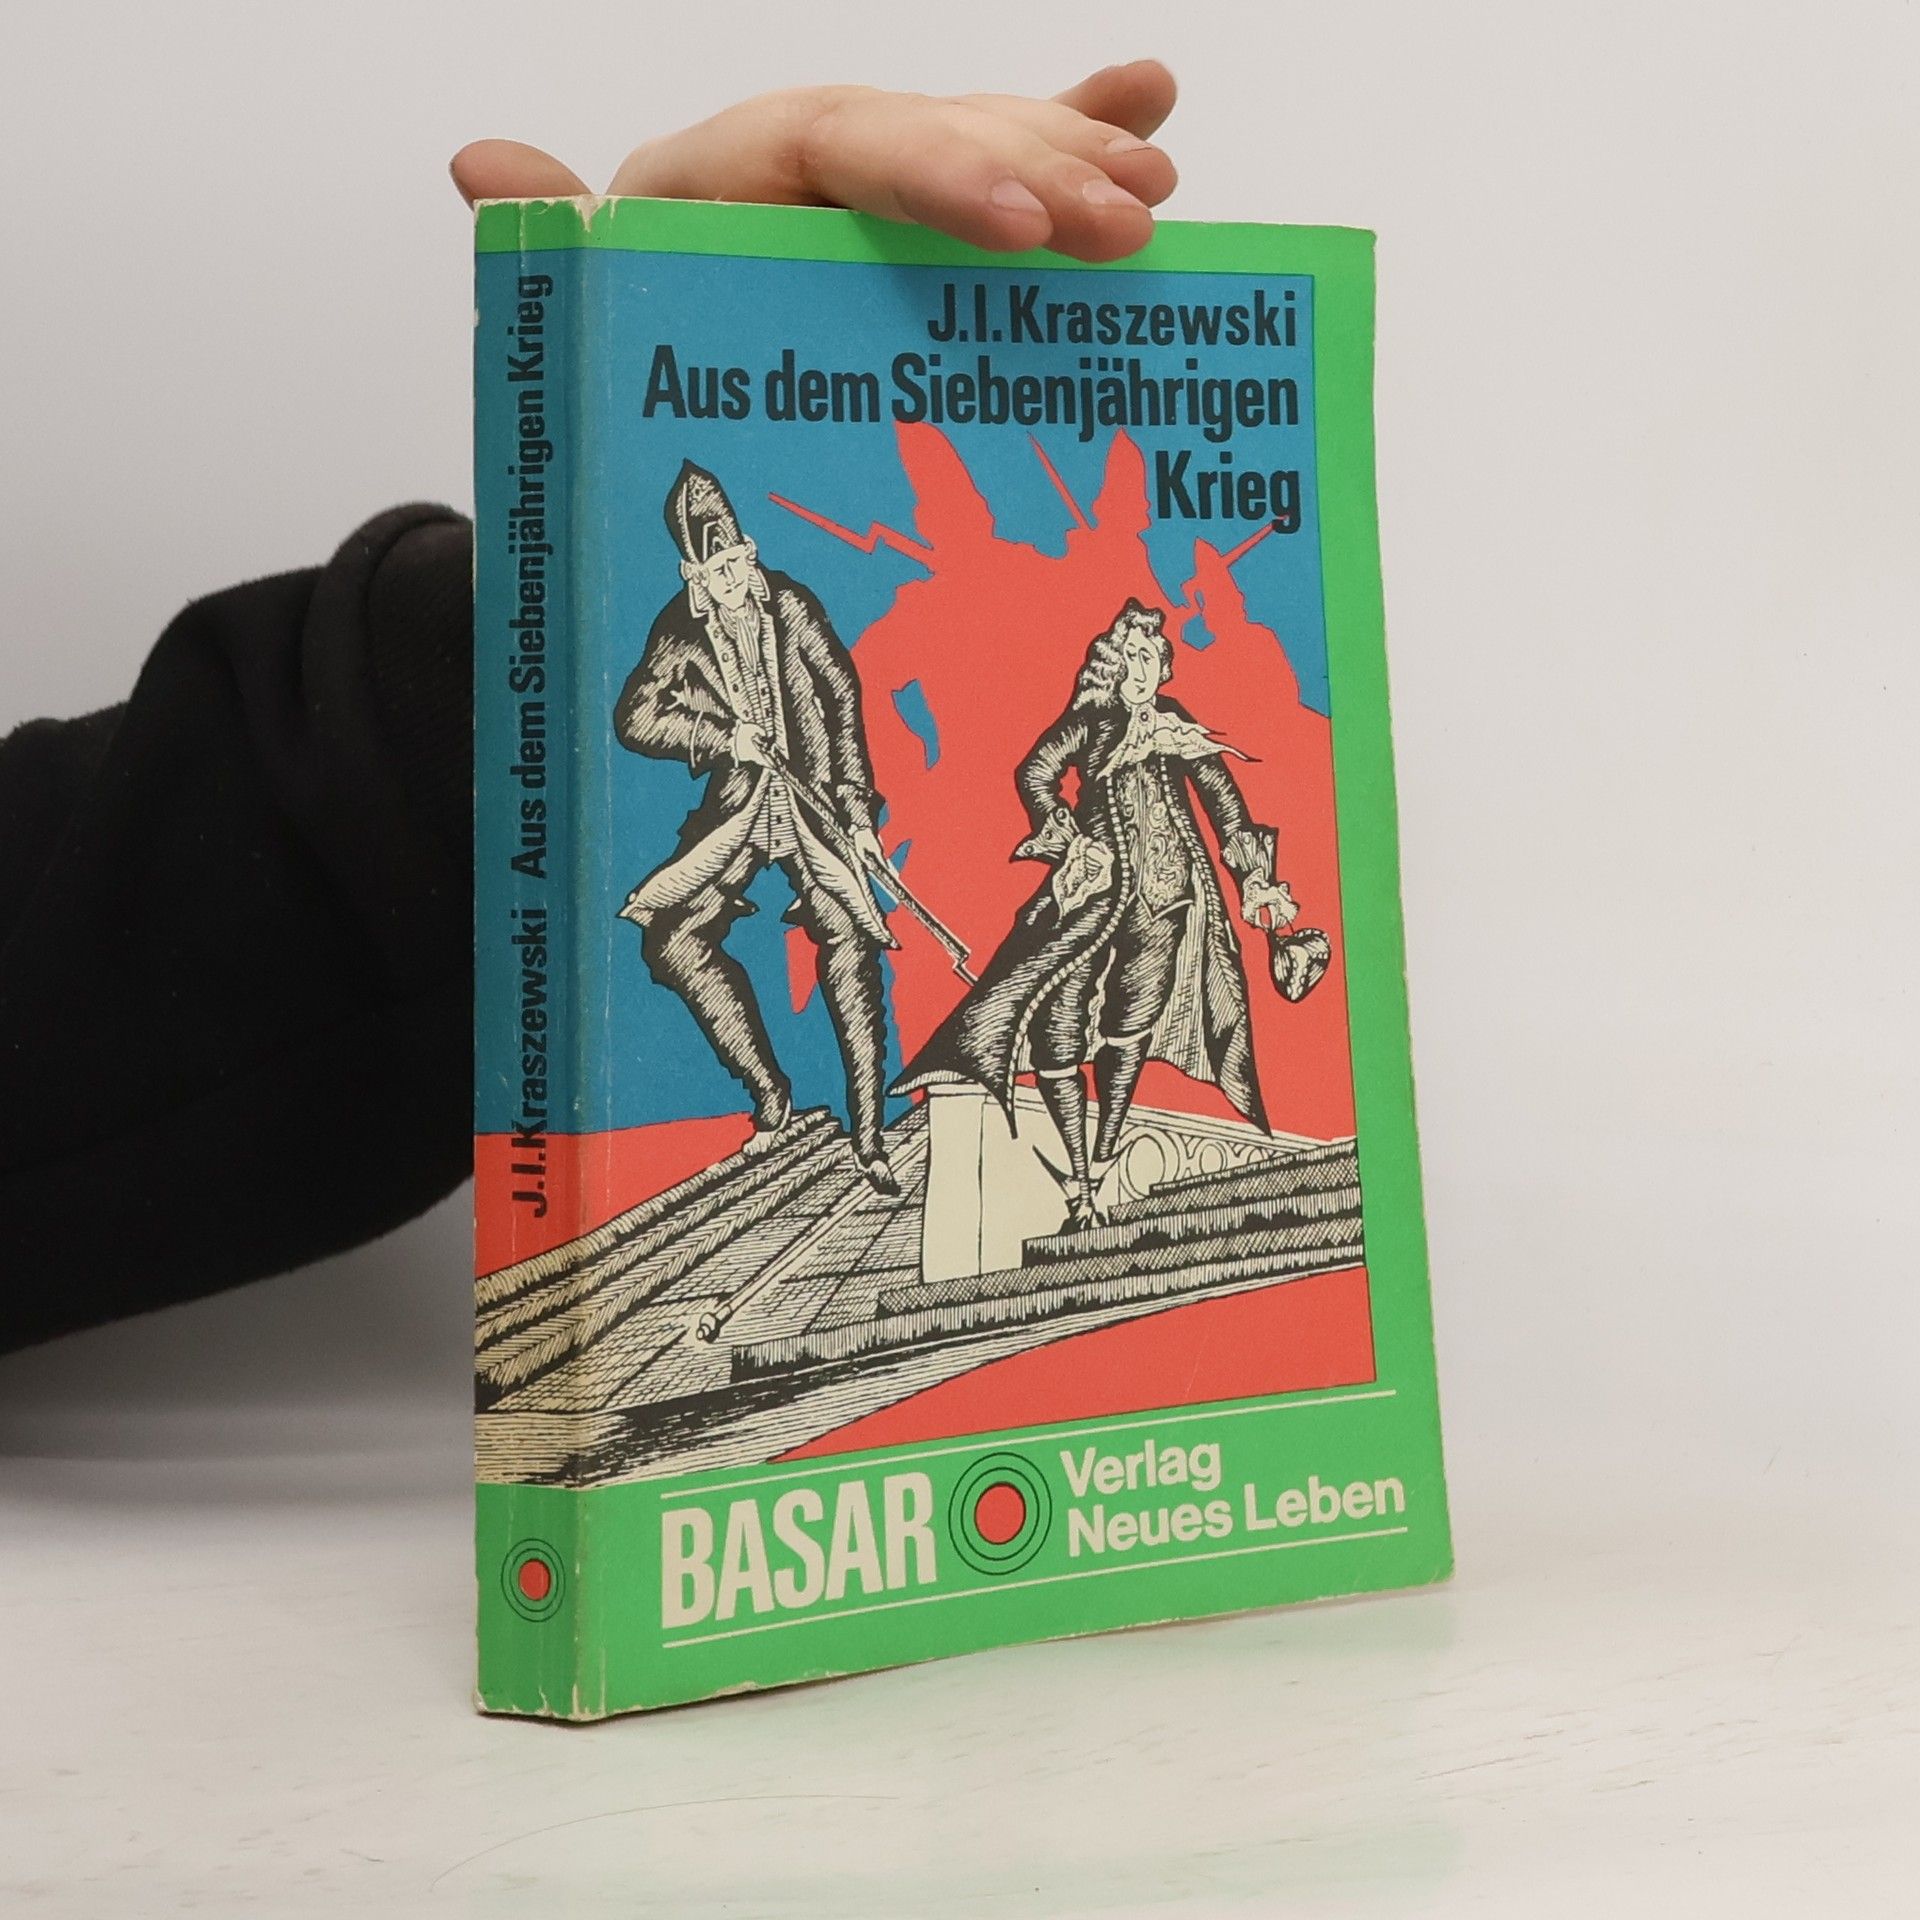 J.I.Kraszewski
Aus dem Siebenjährigen
Krieg
J.I.Kraszewski Aus dem Siebenjährigen Krieg
BASAR
Verlag
Neues Leben